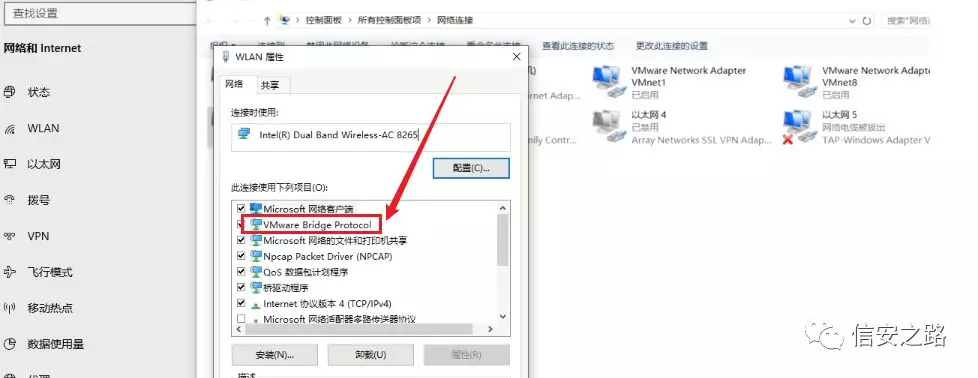 查找设置
网络和 Internet
状态
WLAN
以太网
拨号
VPN
飞行模式
移动热点
数据使用量
代理
控制面板 › 所有控制面板项 › 网络连接
搜索"网络
组织
连接到
禁用此网络设备
诊断这个连接
重命名此连接
查看此连接的状态
更改此连接的设置
WLAN 属性
网络
共享
连接时使用:
Intel(R) Dual Band Wireless-AC 8265
配置(C)...
此连接使用下列项目(O):
Microsoft 网络客户端
VMware Bridge Protocol
Microsoft 网络的文件和打印机共享
Npcap Packet Driver (NPCAP)
QoS 数据包计划程序
桥驱动程序
Internet 协议版本 4 (TCP/IPv4)
Microsoft 网络适配器多路传送器协议
安装(N)...
卸载(U)
属性(R)
描述
ernet Adap...
mily Contr...
VMware Network Adapter
VMnet1
已启用
VMware Network Adapter
VMnet8
已启用
以太网 4
已禁用
Array Networks SSL VPN Adapt...
以太网 5
网络电缆被拔出
TAP-Windows Adapter V
信安之路